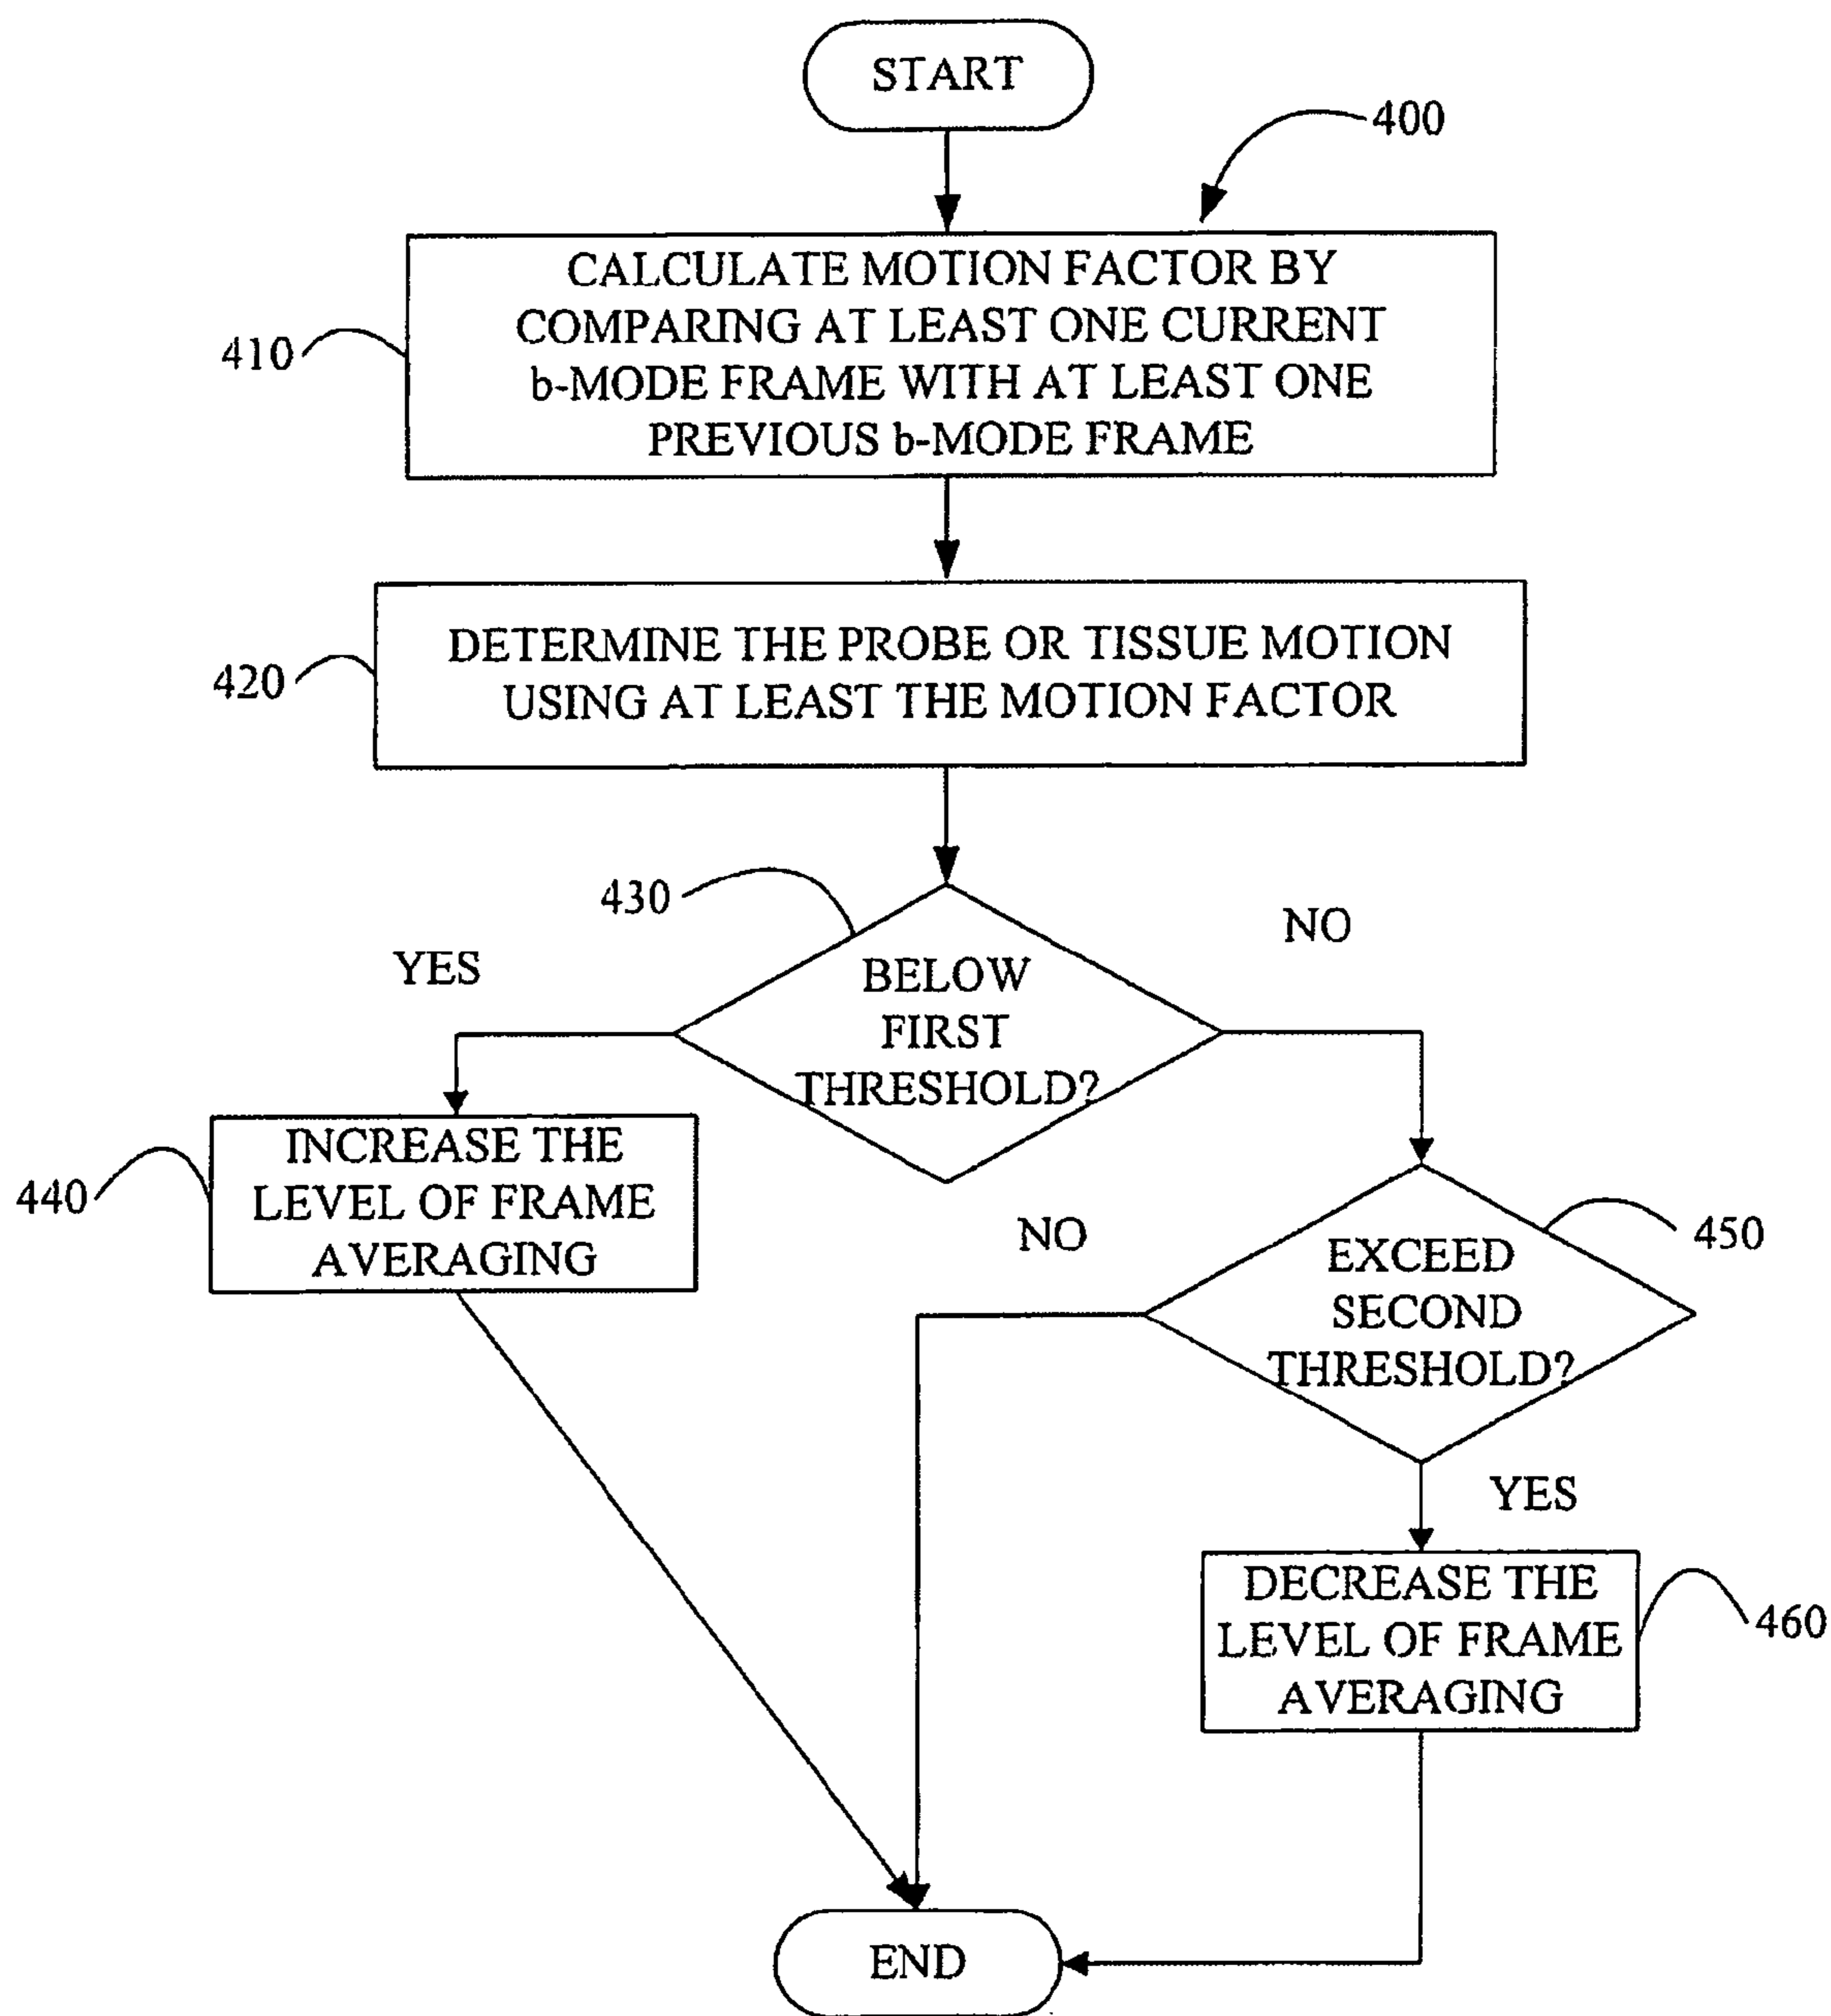 START
400
CALCULATE MOTION FACTOR BY
COMPARING AT LEAST ONE CURRENT
b-MODE FRAME WITH AT LEAST ONE
PREVIOUS b-MODE FRAME
410
DETERMINE THE PROBE OR TISSUE MOTION
USING AT LEAST THE MOTION FACTOR
420
430
YES
NO
BELOW
FIRST
THRESHOLD?
440
INCREASE THE
LEVEL OF FRAME
AVERAGING
NO
450
EXCEED
SECOND
THRESHOLD?
YES
DECREASE THE
LEVEL OF FRAME
AVERAGING
460
END